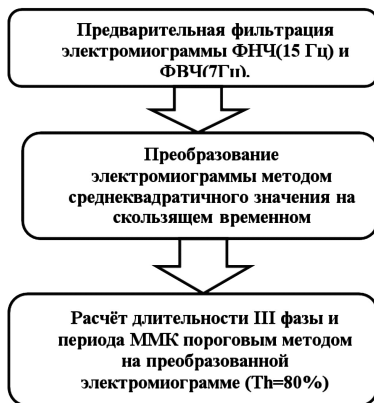 Предварительная фильтрация
электромиограммы ФНЧ(15 Гц) и
ФВЧ(7Гц).
Преобразование
электромиограммы методом
среднеквадратичного значения на
скользящем временном
Расчёт длительности III фазы и
периода ММК пороговым методом
на преобразованной
электромиограмме (Th=80%)